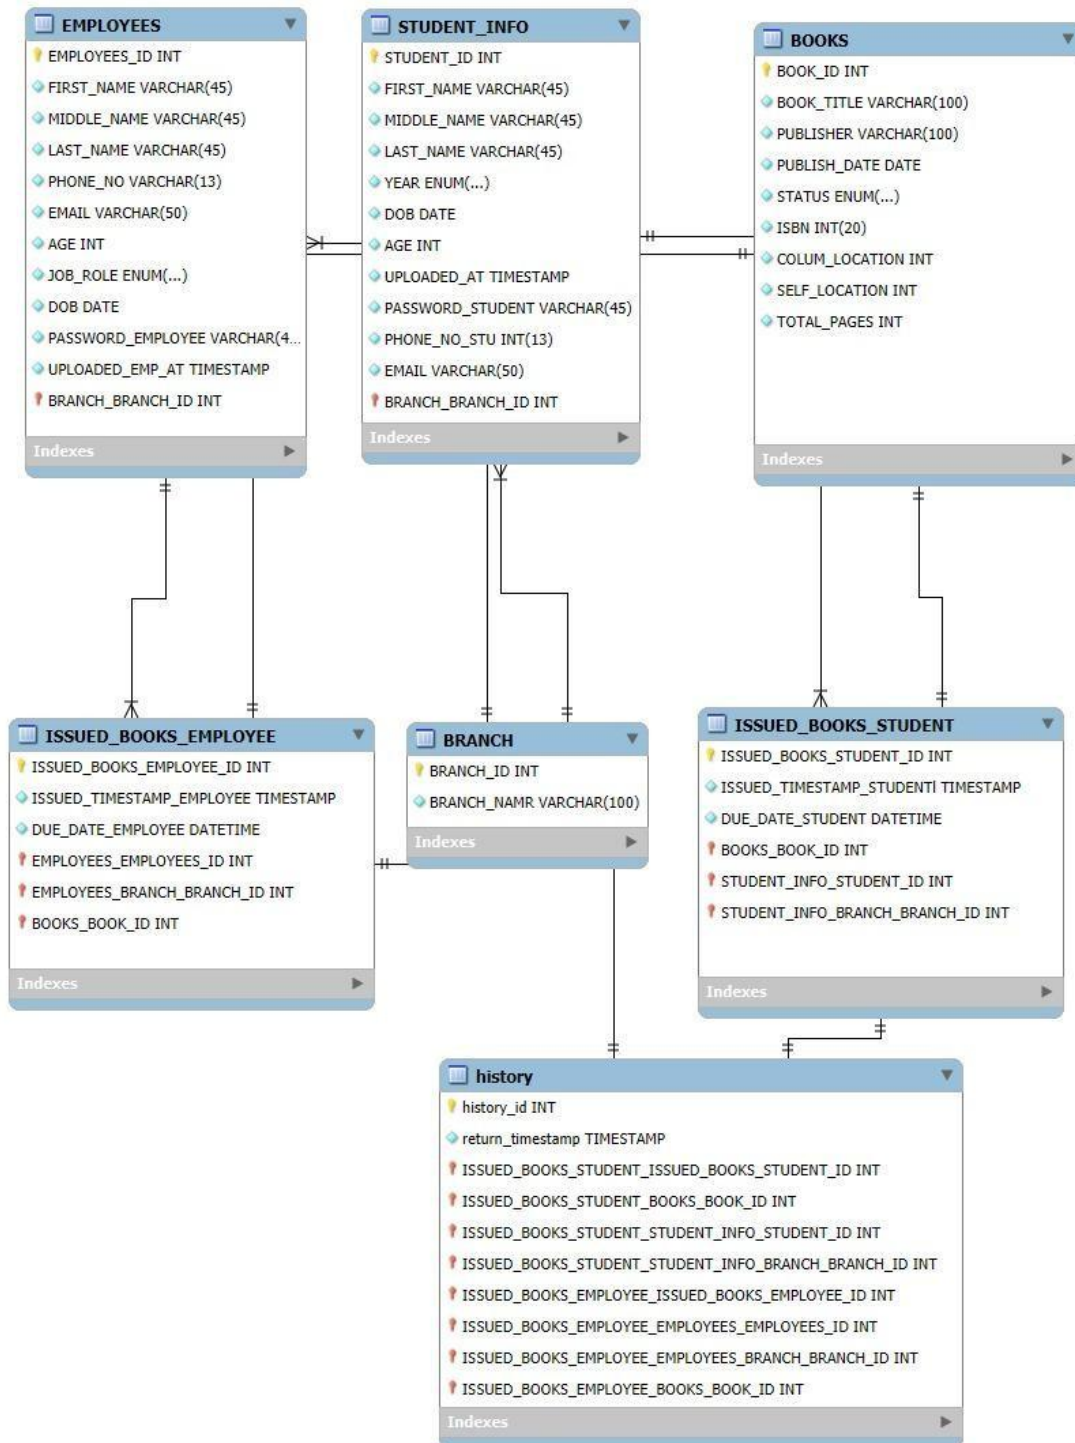 EMPLOYEES
EMPLOYEES_ID INT
FIRST_NAME VARCHAR(45)
MIDDLE_NAME VARCHAR(45)
LAST_NAME VARCHAR(45)
PHONE_NO VARCHAR(13)
EMAIL VARCHAR(50)
AGE INT
JOB_ROLE ENUM(...)
DOB DATE
PASSWORD_EMPLOYEE VARCHAR(4...
UPLOADED_EMP_AT TIMESTAMP
BRANCH_BRANCH_ID INT
Indexes
STUDENT_INFO
STUDENT_ID INT
FIRST_NAME VARCHAR(45)
MIDDLE_NAME VARCHAR(45)
LAST_NAME VARCHAR(45)
YEAR ENUM(...)
DOB DATE
AGE INT
UPLOADED_AT TIMESTAMP
PASSWORD_STUDENT VARCHAR(45)
PHONE_NO_STU INT(13)
EMAIL VARCHAR(50)
BRANCH_BRANCH_ID INT
Indexes
BOOKS
BOOK_ID INT
BOOK_TITLE VARCHAR(100)
PUBLISHER VARCHAR(100)
PUBLISH_DATE DATE
STATUS ENUM(...)
ISBN INT(20)
COLUM_LOCATION INT
SELF_LOCATION INT
TOTAL_PAGES INT
Indexes
ISSUED_BOOKS_EMPLOYEE
ISSUED_BOOKS_EMPLOYEE_ID INT
ISSUED_TIMESTAMP_EMPLOYEE TIMESTAMP
DUE_DATE_EMPLOYEE DATETIME
EMPLOYEES_EMPLOYEES_ID INT
EMPLOYEES_BRANCH_BRANCH_ID INT
BOOKS_BOOK_ID INT
Indexes
BRANCH
BRANCH_ID INT
BRANCH_NAMR VARCHAR(100)
Indexes
ISSUED_BOOKS_STUDENT
ISSUED_BOOKS_STUDENT_ID INT
ISSUED_TIMESTAMP_STUDENTl TIMESTAMP
DUE_DATE_STUDENT DATETIME
BOOKS_BOOK_ID INT
STUDENT_INFO_STUDENT_ID INT
STUDENT_INFO_BRANCH_BRANCH_ID INT
Indexes
history
history_id INT
return_timestamp TIMESTAMP
ISSUED_BOOKS_STUDENT_ISSUED_BOOKS_STUDENT_ID INT
ISSUED_BOOKS_STUDENT_BOOKS_BOOK_ID INT
ISSUED_BOOKS_STUDENT_STUDENT_INFO_STUDENT_ID INT
ISSUED_BOOKS_STUDENT_STUDENT_INFO_BRANCH_BRANCH_ID INT
ISSUED_BOOKS_EMPLOYEE_ISSUED_BOOKS_EMPLOYEE_ID INT
ISSUED_BOOKS_EMPLOYEE_EMPLOYEES_EMPLOYEES_ID INT
ISSUED_BOOKS_EMPLOYEE_EMPLOYEES_BRANCH_BRANCH_ID INT
ISSUED_BOOKS_EMPLOYEE_BOOKS_BOOK_ID INT
Indexes